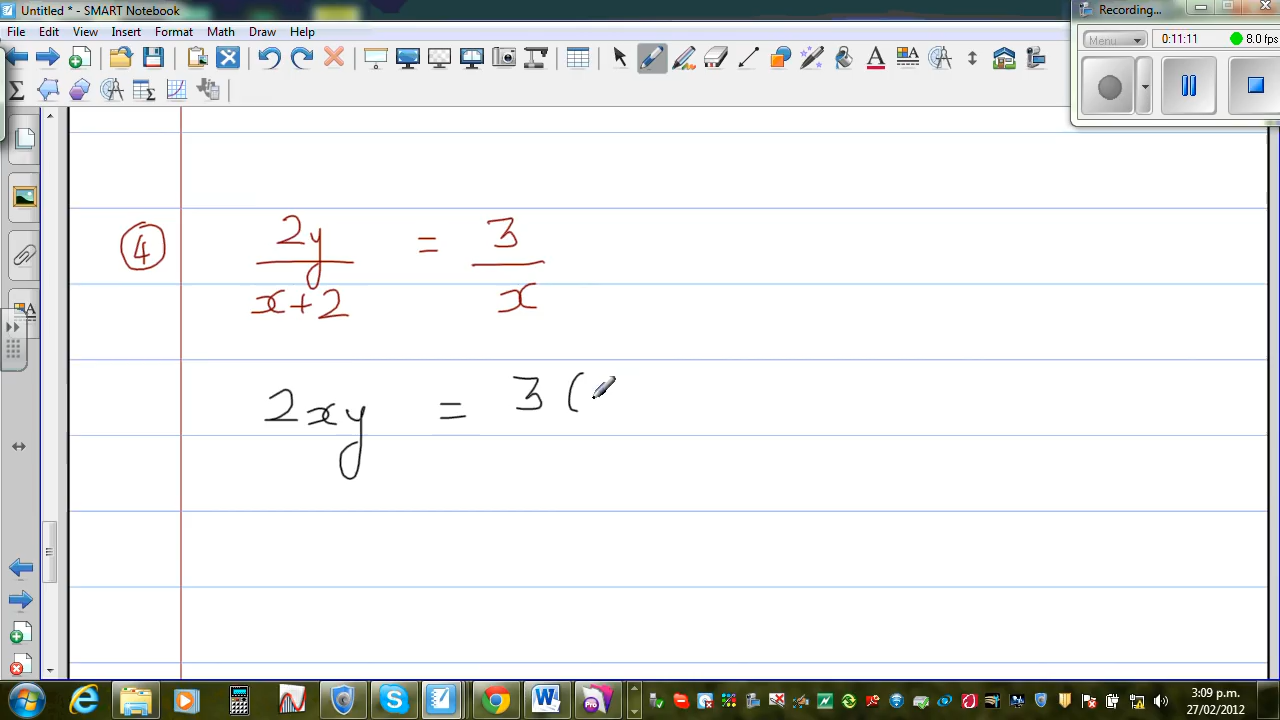 Untitled * - SMART Notebook
File Edit View Insert Format Math Tools Draw Help
Recording...
Menu
0:11:11
8.0 fps
④ 2y/(x+2) = 3/x
2xy = 3 (
3:09 p.m.
27/02/2012